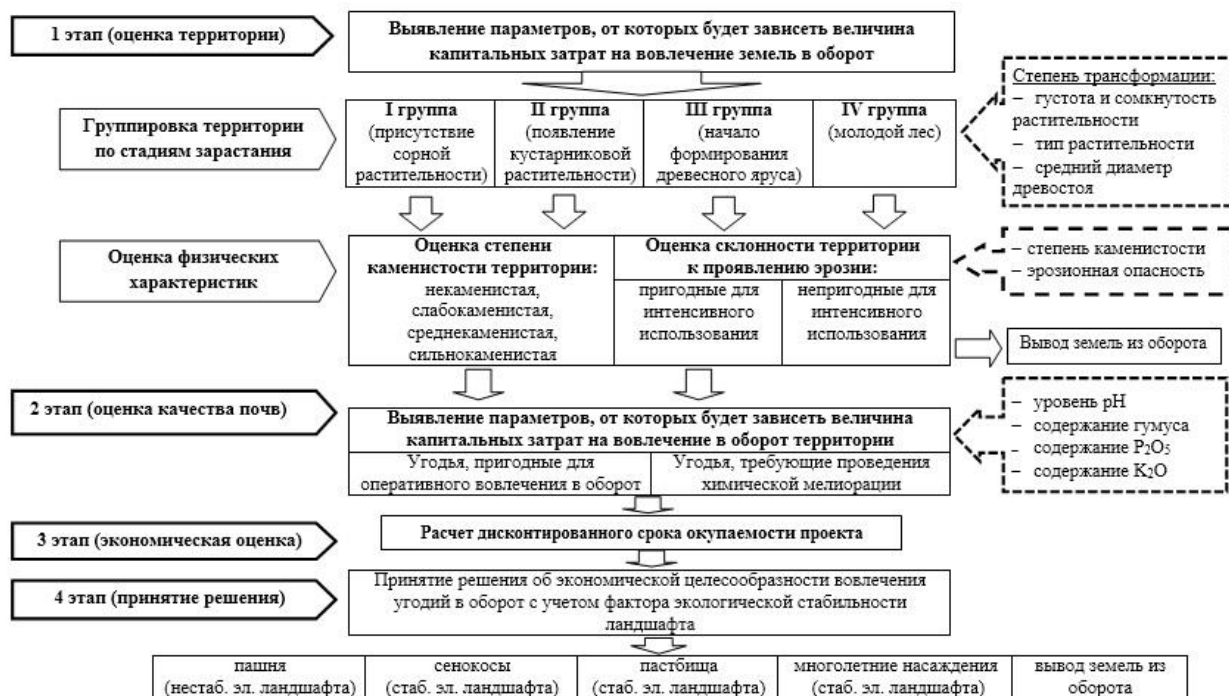 1 этап (оценка территории)
Выявление параметров, от которых будет зависеть величина
капитальных затрат на вовлечение земель в оборот
Группировка территории
по стадиям зарастания
I группа
(присутствие
сорной
растительности)
II группа
(появление
кустарниковой
растительности)
III группа
(начало
формирования
древесного яруса)
IV группа
(молодой лес)
Степень трансформации:
– густота и сомкнутость
растительности
– тип растительности
– средний диаметр
древостоя
Оценка физических
характеристик
Оценка степени
каменистости территории:
некаменистая,
слабокаменистая,
среднекаменистая,
сильнокаменистая
Оценка склонности территории
к проявлению эрозии:
пригодные для
интенсивного
использования
непригодные для
интенсивного
использования
– степень каменистости
– эрозионная опасность
Вывод земель из оборота
2 этап (оценка качества почв)
Выявление параметров, от которых будет зависеть величина
капитальных затрат на вовлечение в оборот территории
Угодья, пригодные для
оперативного вовлечения в оборот
Угодья, требующие проведения
химической мелиорации
– уровень pH
– содержание гумуса
– содержание P₂O₅
– содержание K₂O
3 этап (экономическая оценка)
Расчет дисконтированного срока окупаемости проекта
4 этап (принятие решения)
Принятие решения об экономической целесообразности вовлечения
угодий в оборот с учетом фактора экологической стабильности
ландшафта
пашня
(нестаб. эл. ландшафта)
сенокосы
(стаб. эл. ландшафта)
пастбища
(стаб. эл. ландшафта)
многолетние насаждения
(стаб. эл. ландшафта)
вывод земель из
оборота